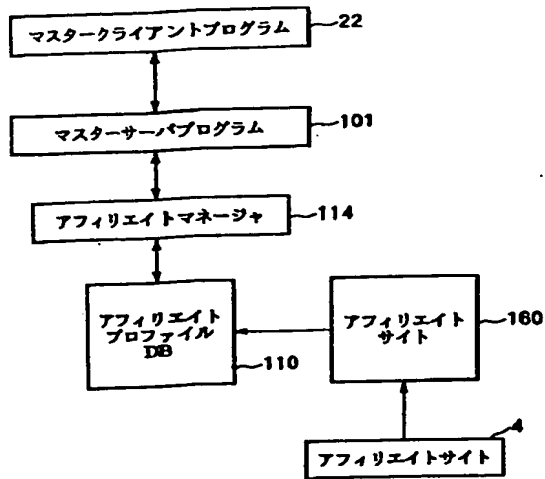 マスタークライアントプログラム
22
マスターサーバプログラム
101
アフィリエイトマネージャ
114
アフィリエイト
プロファイル
DB
110
アフィリエイト
サイト
160
アフィリエイトサイト
4